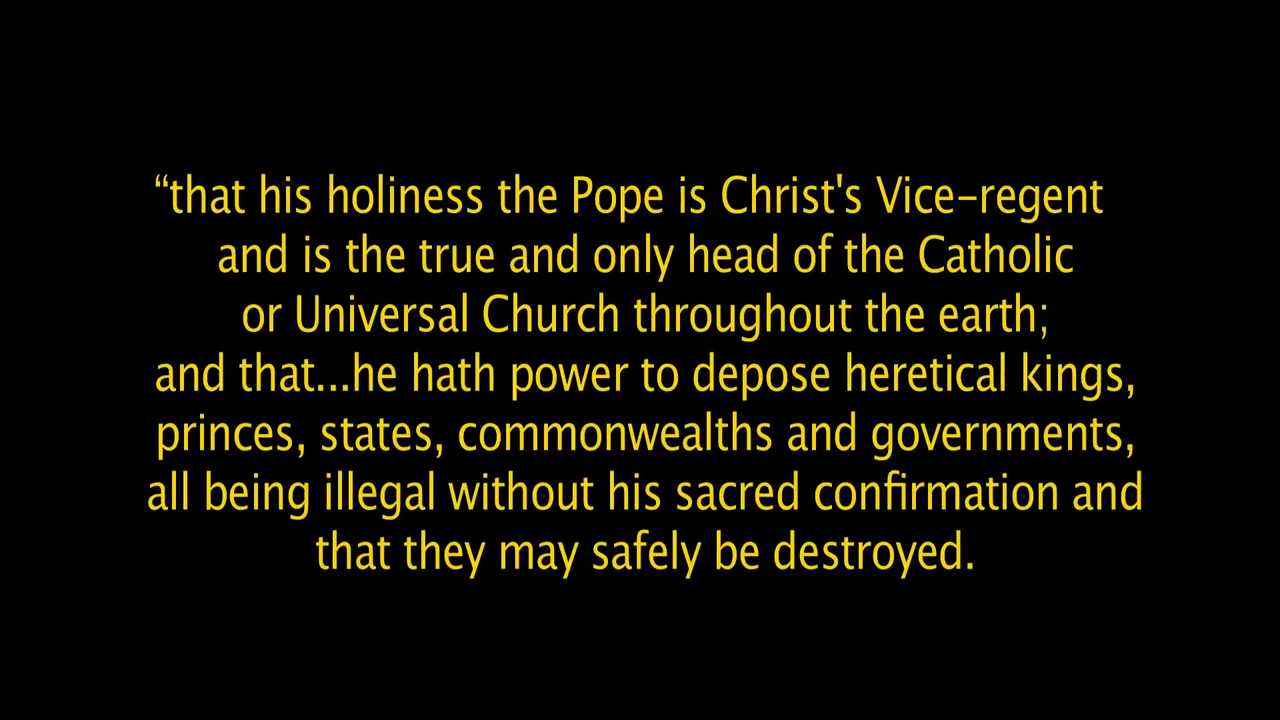 “that his holiness the Pope is Christ's Vice-regent
and is the true and only head of the Catholic
or Universal Church throughout the earth;
and that...he hath power to depose heretical kings,
princes, states, commonwealths and governments,
all being illegal without his sacred confirmation and
that they may safely be destroyed.